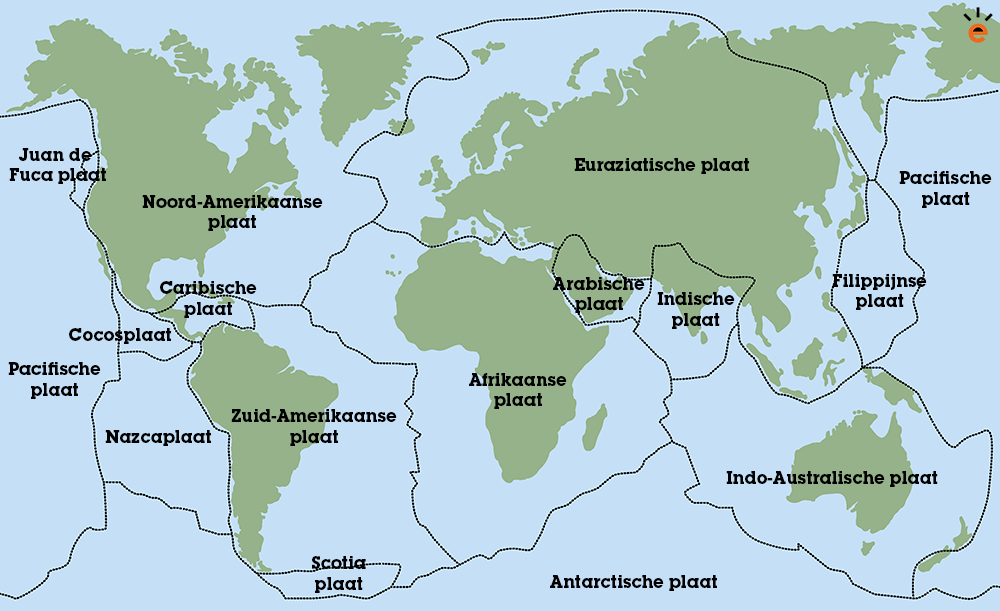 Juan de
Fuca plaat
Noord-Amerikaanse
plaat
Euraziatische plaat
Pacifische
plaat
Caribische
plaat
Arabische
plaat
Indische
plaat
Filippijnse
plaat
Cocosplaat
Pacifische
plaat
Afrikaanse
plaat
Nazcaplaat
Zuid-Amerikaanse
plaat
Indo-Australische plaat
Scotia
plaat
Antarctische plaat
e